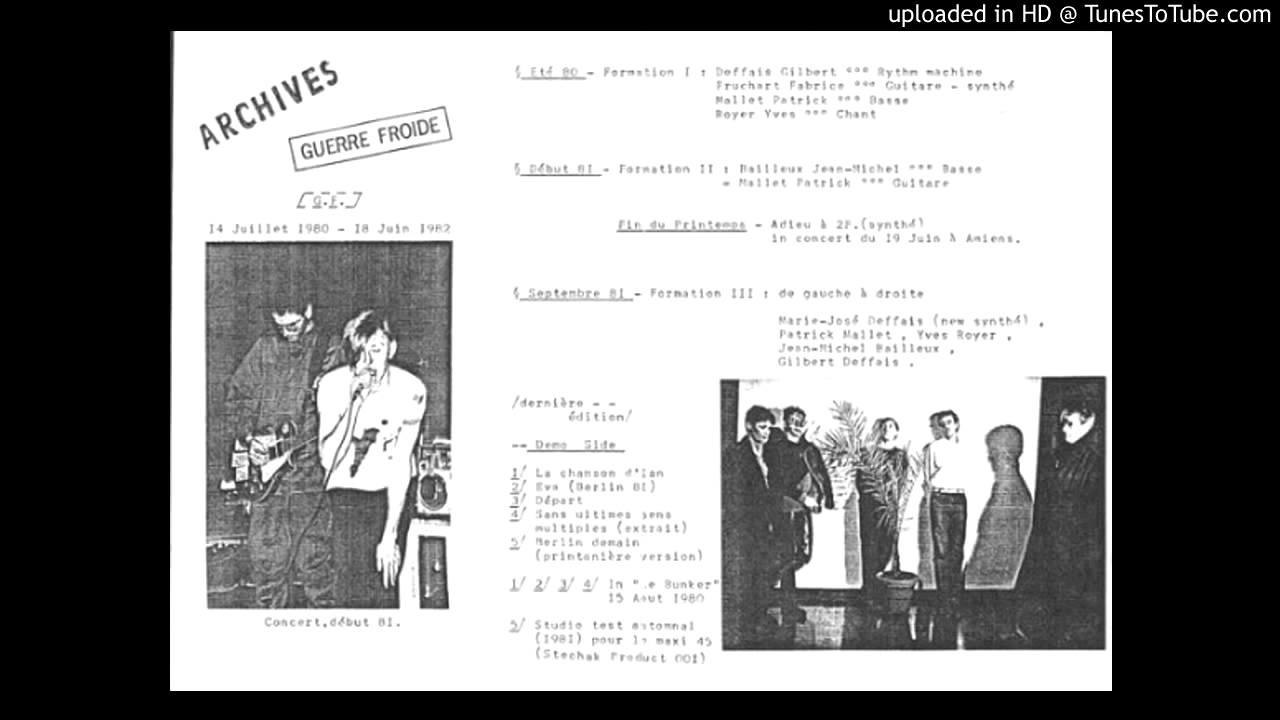 uploaded in HD @ TunesToTube.com
ARCHIVES
GUERRE FROIDE
[G.F.]
14 Juillet 1980 - 18 Juin 1982
Concert, début 81.
§ Eté 80 - Formation I : Deffais Gilbert °°° Rythm machine
Fruchart Fabrice °°° Guitare - synthé
Mallet Patrick °°° Basse
Royer Yves °°° Chant
§ Début 81 - Formation II : Bailleux Jean-Michel °°° Basse
= Mallet Patrick °°° Guitare
Fin du Printemps - Adieu à 2F.(synthé)
in concert du 19 Juin à Amiens.
§ Septembre 81 - Formation III : de gauche à droite
Marie-José Deffais (new synthé) ,
Patrick Mallet , Yves Royer ,
Jean-Michel Bailleux ,
Gilbert Deffais .
/dernière - -
édition/
-- Demo Side
1/ La chanson d'Ian
2/ Eva (Berlin 81)
3/ Départ
4/ Sans ultimes sens
multiples (extrait)
5/ Berlin demain
(printanière version)
1/ 2/ 3/ 4/ In "Le Bunker"
15 Aout 1980
5/ Studio test automnal
(1981) pour le maxi 45
(Stechak Product 001)